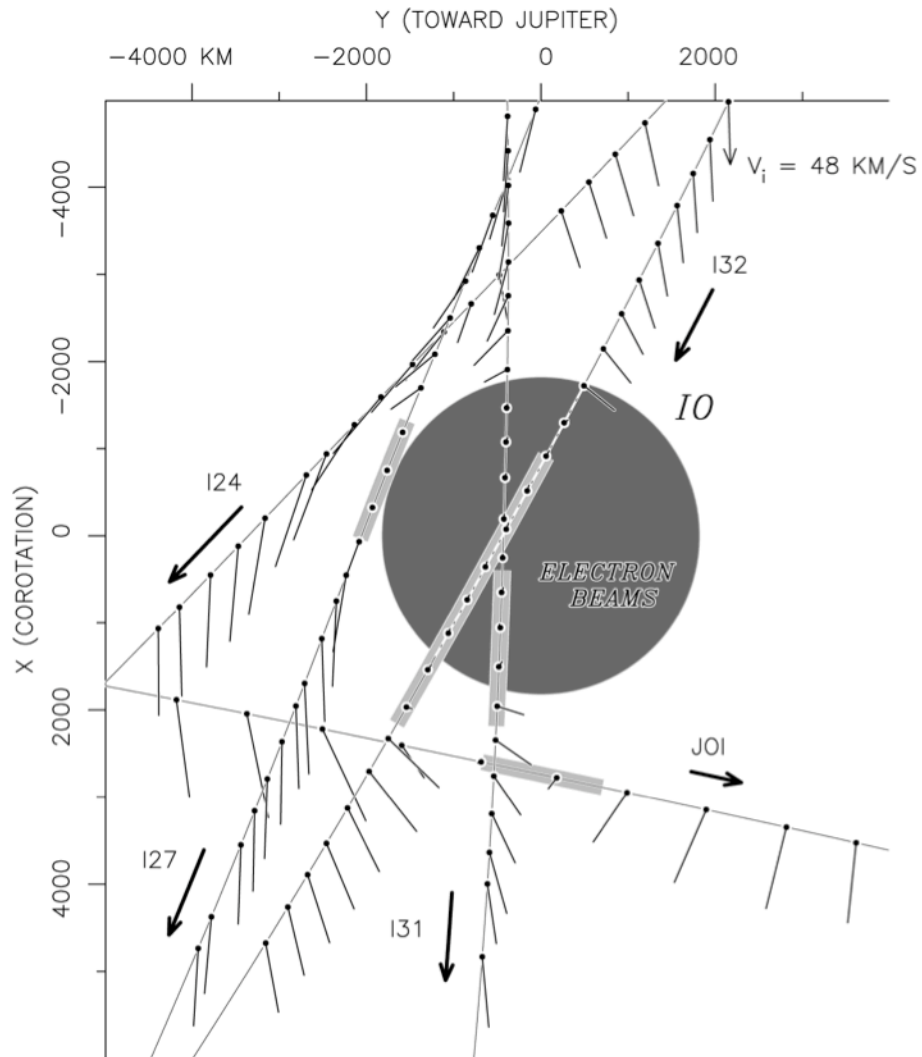 Y (TOWARD JUPITER)
−4000 KM −2000 0 2000
−4000
V_i = 48 KM/S
I32
−2000
IO
I24
0
X (COROTATION)
ELECTRON
BEAMS
2000
JOI
I27
4000
I31